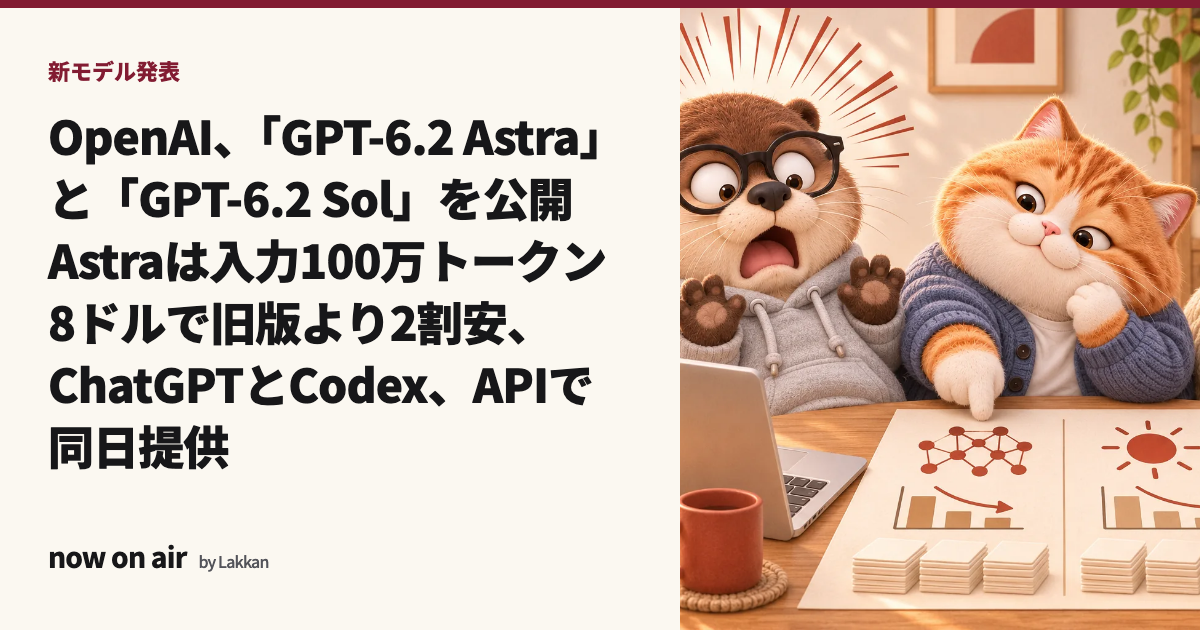 新モデル発表
OpenAI、「GPT-6.2 Astra」
と「GPT-6.2 Sol」を公開
Astraは入力100万トークン
8ドルで旧版より2割安、
ChatGPTとCodex、APIで
同日提供
now on air by Lakkan